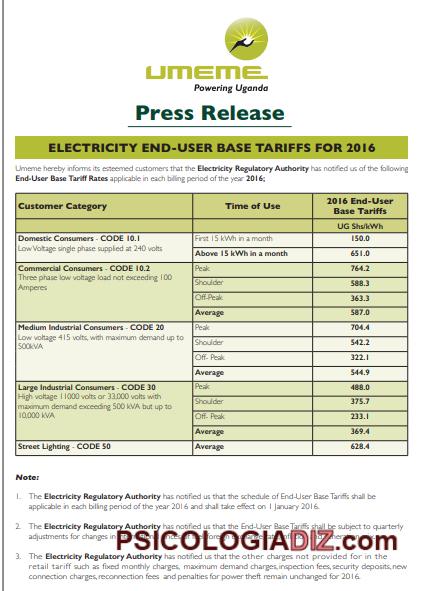 UMEME
Powering Uganda
Press Release
ELECTRICITY END-USER BASE TARIFFS FOR 2016
Umeme hereby informs its esteemed customers that the Electricity Regulatory Authority has notified us of the following
End-User Base Tariff Rates applicable in each billing period of the year 2016;
Customer Category Time of Use 2016 End-User Base Tariffs
UG Shs/kWh
Domestic Consumers - CODE 10.1 First 15 kWh in a month 150.0
Low Voltage single phase supplied at 240 volts Above 15 kWh in a month 651.0
Commercial Consumers - CODE 10.2 Peak 764.2
Three phase low voltage load not exceeding 100 Shoulder 588.3
Amperes Off-Peak 363.3
Average 587.0
Medium Industrial Consumers - CODE 20 Peak 704.4
Low voltage 415 volts, with maximum demand up to Shoulder 542.2
500kVA Off- Peak 322.1
Average 544.9
Large Industrial Consumers - CODE 30 Peak 488.0
High voltage 11000 volts or 33,000 volts with Shoulder 375.7
maximum demand exceeding 500 kVA but up to Off- Peak 233.1
10,000 kVA Average 369.4
Street Lighting - CODE 50 Average 628.4
Note:
1. The Electricity Regulatory Authority has notified us that the schedule of End-User Base Tariffs shall be
applicable in each billing period of the year 2016 and shall take effect on 1 January 2016.
2. The Electricity Regulatory Authority has notified us that the End-User Base Tariffs shall be subject to quarterly
adjustments for changes in
PSICOLOGIADIZ.com
3. The Electricity Regulatory Authority has notified us that the other charges not provided for in the
retail tariff such as fixed monthly charges, maximum demand charges,inspection fees,security deposits,new
connection charges,reconnection fees and penalties for power theft remain unchanged for 2016.